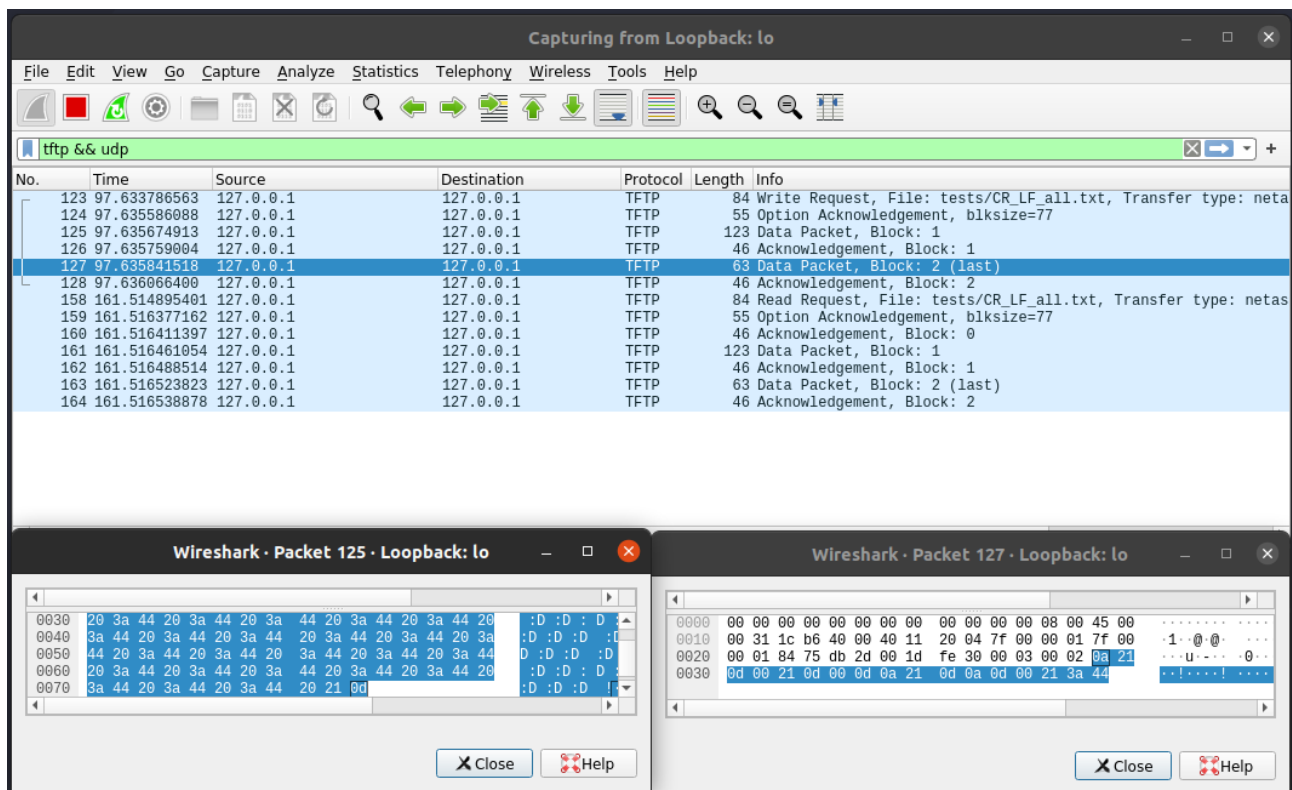 Capturing from Loopback: lo
File Edit View Go Capture Analyze Statistics Telephony Wireless Tools Help
tftp && udp
No. Time Source Destination Protocol Length Info
123 97.633786563 127.0.0.1 127.0.0.1 TFTP 84 Write Request, File: tests/CR_LF_all.txt, Transfer type: neta
124 97.635586088 127.0.0.1 127.0.0.1 TFTP 55 Option Acknowledgement, blksize=77
125 97.635674913 127.0.0.1 127.0.0.1 TFTP 123 Data Packet, Block: 1
126 97.635759004 127.0.0.1 127.0.0.1 TFTP 46 Acknowledgement, Block: 1
127 97.635841518 127.0.0.1 127.0.0.1 TFTP 63 Data Packet, Block: 2 (last)
128 97.636066400 127.0.0.1 127.0.0.1 TFTP 46 Acknowledgement, Block: 2
158 161.514895401 127.0.0.1 127.0.0.1 TFTP 84 Read Request, File: tests/CR_LF_all.txt, Transfer type: netas
159 161.516377162 127.0.0.1 127.0.0.1 TFTP 55 Option Acknowledgement, blksize=77
160 161.516411397 127.0.0.1 127.0.0.1 TFTP 46 Acknowledgement, Block: 0
161 161.516461054 127.0.0.1 127.0.0.1 TFTP 123 Data Packet, Block: 1
162 161.516488514 127.0.0.1 127.0.0.1 TFTP 46 Acknowledgement, Block: 1
163 161.516523823 127.0.0.1 127.0.0.1 TFTP 63 Data Packet, Block: 2 (last)
164 161.516538878 127.0.0.1 127.0.0.1 TFTP 46 Acknowledgement, Block: 2
Wireshark · Packet 125 · Loopback: lo
0030 20 3a 44 20 3a 44 20 3a 44 20 3a 44 20 3a 44 20 :D :D : D :
0040 3a 44 20 3a 44 20 3a 44 20 3a 44 20 3a 44 20 3a :D :D :D :D
0050 44 20 3a 44 20 3a 44 20 3a 44 20 3a 44 20 3a 44 D :D :D :D
0060 20 3a 44 20 3a 44 20 3a 44 20 3a 44 20 3a 44 20 :D :D : D :
0070 3a 44 20 3a 44 20 3a 44 20 21 0d :D :D :D !
Close Help
Wireshark · Packet 127 · Loopback: lo
0000 00 00 00 00 00 00 00 00 00 00 00 00 08 00 45 00 ········ ····
0010 00 31 1c b6 40 00 40 11 20 04 7f 00 00 01 7f 00 ·1··@·@· ···
0020 00 01 84 75 db 2d 00 1d fe 30 00 03 00 02 0a 21 ···u·-·· ·0··
0030 0d 00 21 0d 00 0d 0a 21 0d 0a 0d 00 21 3a 44 ··!····! ····
Close Help